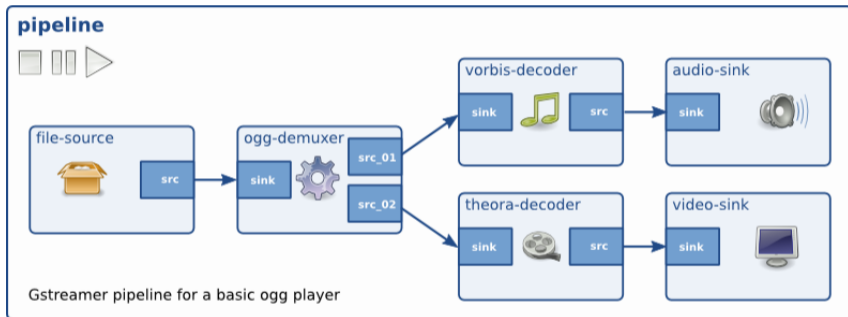 pipeline
file-source
src
ogg-demuxer
sink
src_01
src_02
vorbis-decoder
sink
src
audio-sink
sink
theora-decoder
sink
src
video-sink
sink
Gstreamer pipeline for a basic ogg player